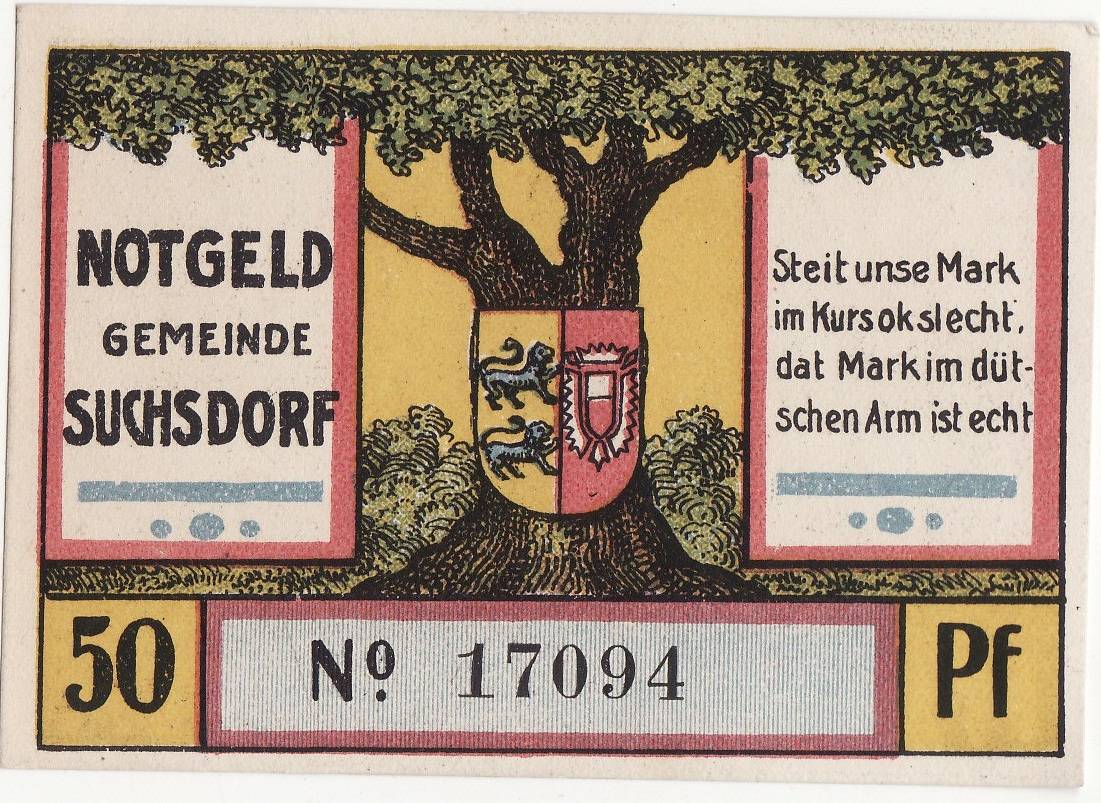 NOTGELD
GEMEINDE
SUCHSDORF
Steit unse Mark
im Kurs ok slecht,
dat Mark im düt-
schen Arm ist echt
50
Nº 17094
Pf